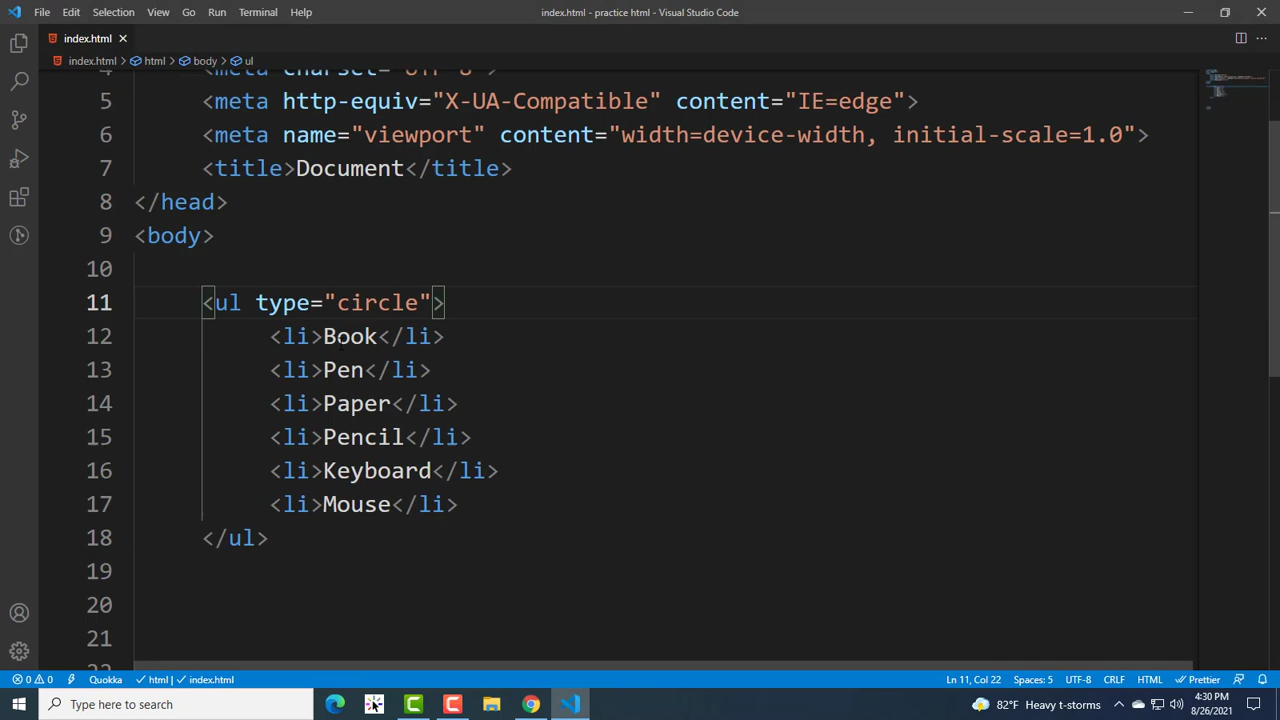 File Edit Selection View Go Run Terminal Help index.html - practice html - Visual Studio Code
index.html
index.html › html › body › ul
5 <meta http-equiv="X-UA-Compatible" content="IE=edge">
6 <meta name="viewport" content="width=device-width, initial-scale=1.0">
7 <title>Document</title>
8 </head>
9 <body>
10
11 <ul type="circle">
12 <li>Book</li>
13 <li>Pen</li>
14 <li>Paper</li>
15 <li>Pencil</li>
16 <li>Keyboard</li>
17 <li>Mouse</li>
18 </ul>
19
20
21
0 0 Quokka html | index.html Ln 11, Col 22 Spaces: 5 UTF-8 CRLF HTML Prettier
Type here to search 82°F Heavy t-storms 4:30 PM
8/26/2021